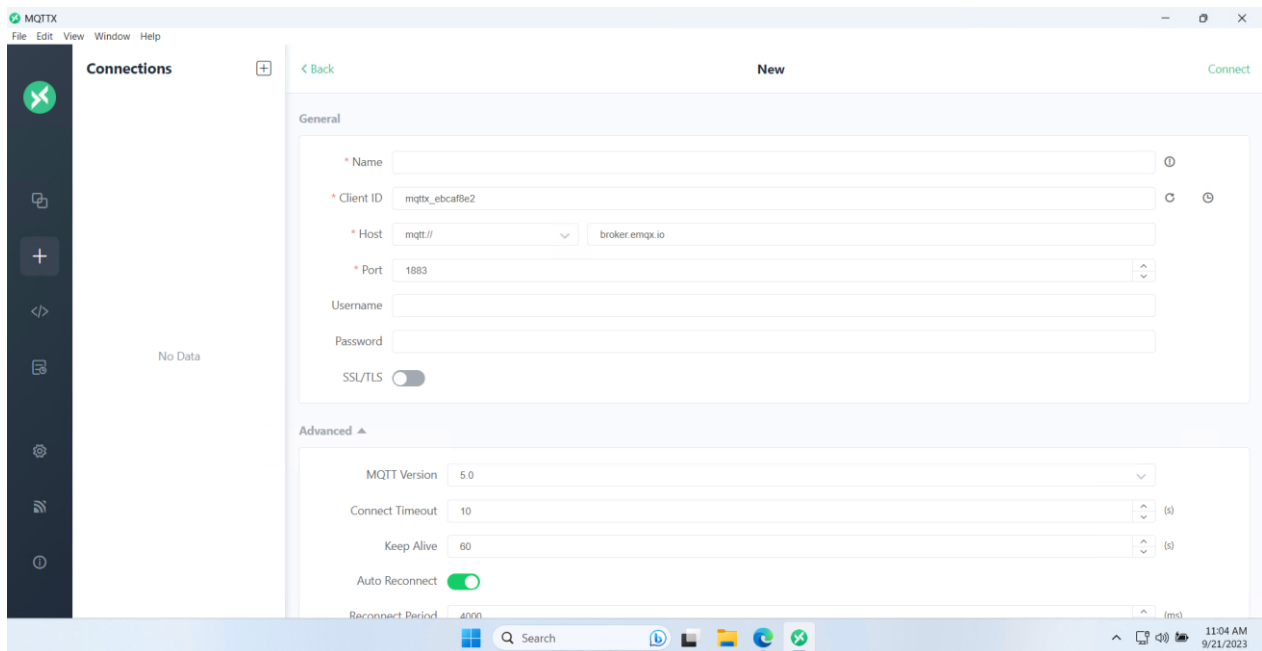 MQTTX
File Edit View Window Help
Connections
< Back
New
Connect
General
* Name
* Client ID mqttx_ebcaf8e2
* Host mqtt:// broker.emqx.io
* Port 1883
Username
Password
SSL/TLS
No Data
Advanced
MQTT Version 5.0
Connect Timeout 10 (s)
Keep Alive 60 (s)
Auto Reconnect
Reconnect Period 4000 (ms)
Search
11:04 AM
9/21/2023